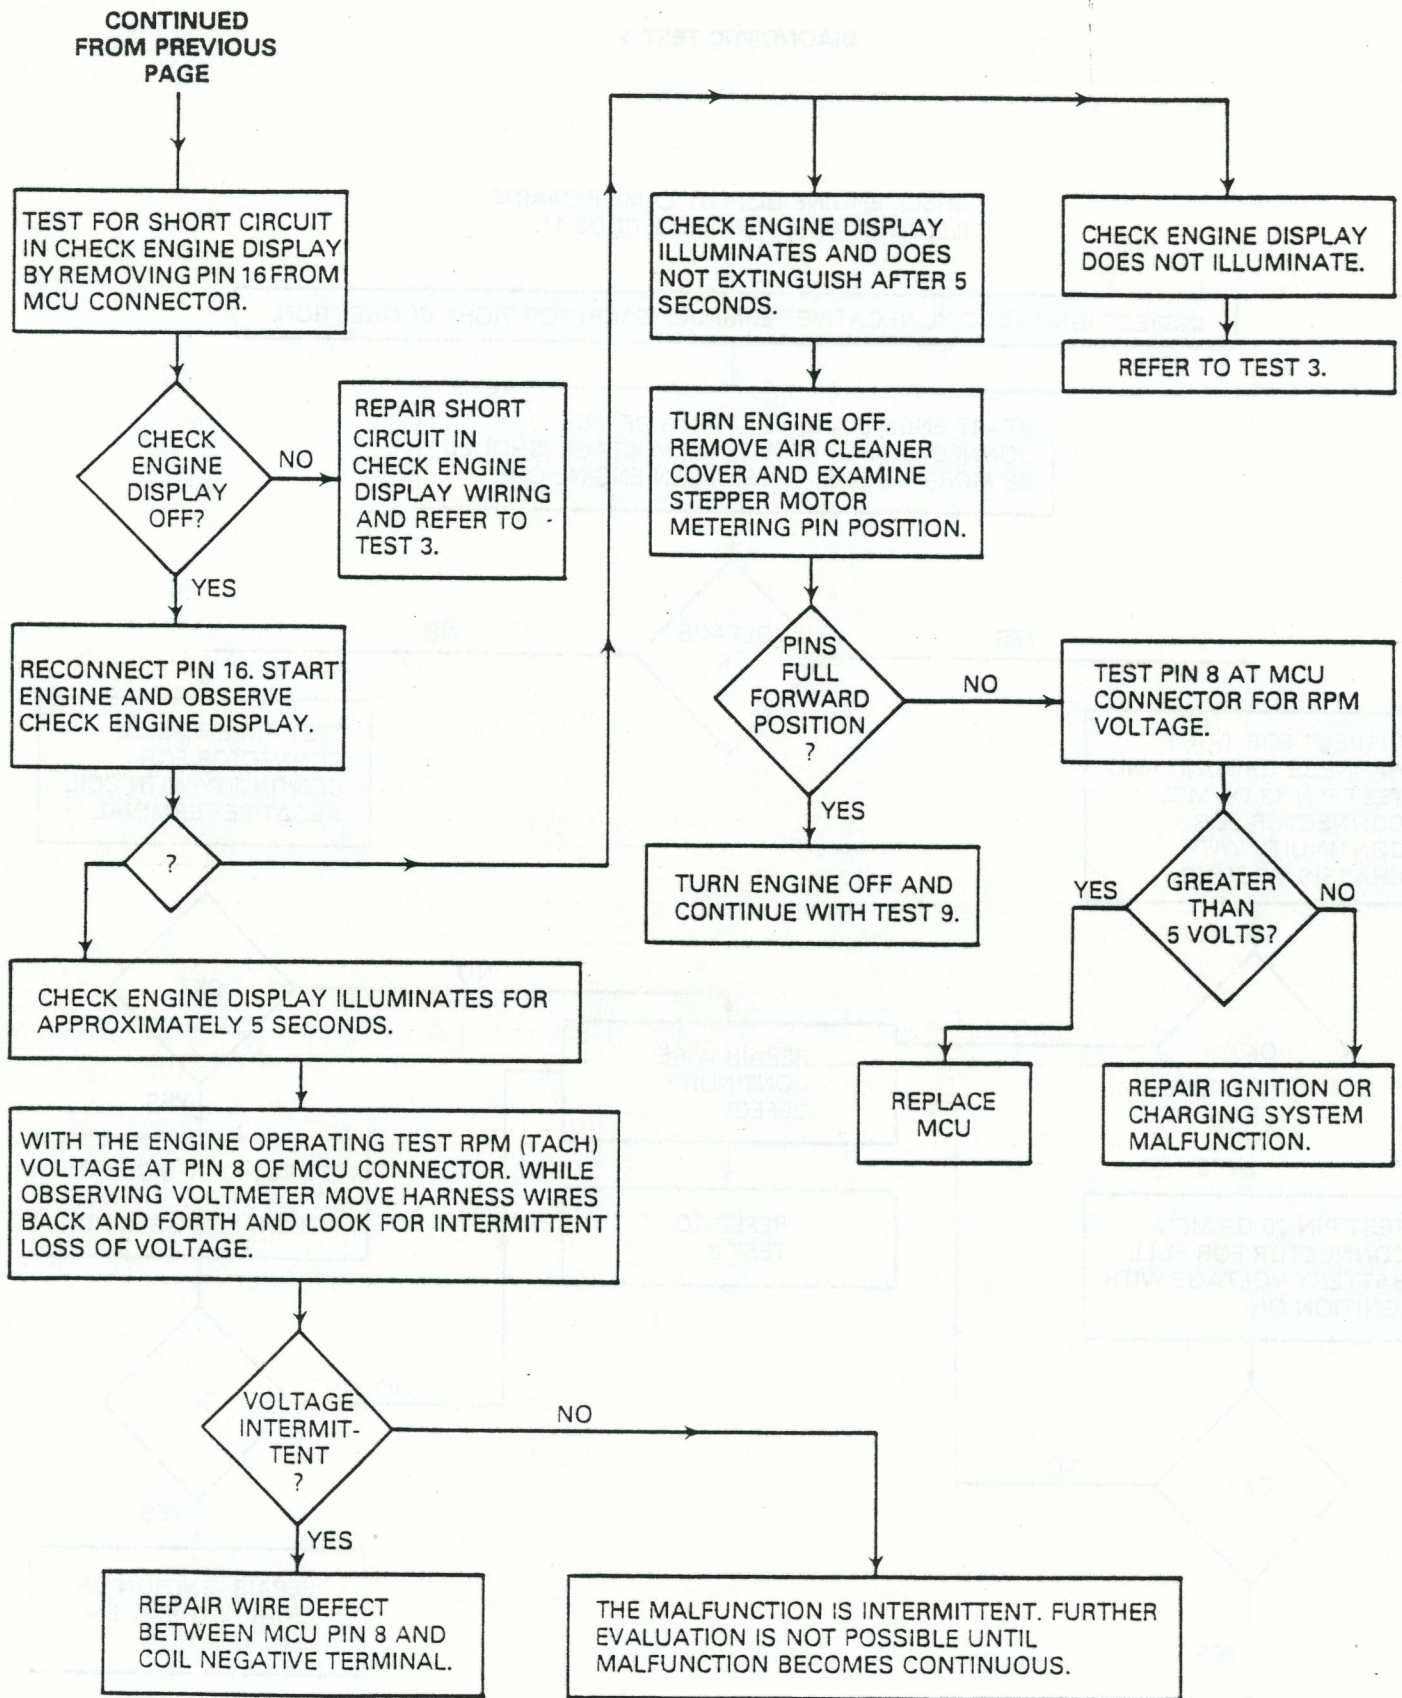 CONTINUED
FROM PREVIOUS
PAGE
TEST FOR SHORT CIRCUIT
IN CHECK ENGINE DISPLAY
BY REMOVING PIN 16 FROM
MCU CONNECTOR.
CHECK
ENGINE
DISPLAY
OFF?
NO
REPAIR SHORT
CIRCUIT IN
CHECK ENGINE
DISPLAY WIRING
AND REFER TO
TEST 3.
YES
RECONNECT PIN 16. START
ENGINE AND OBSERVE
CHECK ENGINE DISPLAY.
?
CHECK ENGINE DISPLAY ILLUMINATES FOR
APPROXIMATELY 5 SECONDS.
WITH THE ENGINE OPERATING TEST RPM (TACH)
VOLTAGE AT PIN 8 OF MCU CONNECTOR. WHILE
OBSERVING VOLTMETER MOVE HARNESS WIRES
BACK AND FORTH AND LOOK FOR INTERMITTENT
LOSS OF VOLTAGE.
VOLTAGE
INTERMIT-
TENT
?
NO
YES
REPAIR WIRE DEFECT
BETWEEN MCU PIN 8 AND
COIL NEGATIVE TERMINAL.
THE MALFUNCTION IS INTERMITTENT. FURTHER
EVALUATION IS NOT POSSIBLE UNTIL
MALFUNCTION BECOMES CONTINUOUS.
CHECK ENGINE DISPLAY
ILLUMINATES AND DOES
NOT EXTINGUISH AFTER 5
SECONDS.
TURN ENGINE OFF.
REMOVE AIR CLEANER
COVER AND EXAMINE
STEPPER MOTOR
METERING PIN POSITION.
PINS
FULL
FORWARD
POSITION
?
NO
YES
TURN ENGINE OFF AND
CONTINUE WITH TEST 9.
CHECK ENGINE DISPLAY
DOES NOT ILLUMINATE.
REFER TO TEST 3.
TEST PIN 8 AT MCU
CONNECTOR FOR RPM
VOLTAGE.
YES
GREATER
THAN
5 VOLTS?
NO
REPLACE
MCU
REPAIR IGNITION OR
CHARGING SYSTEM
MALFUNCTION.